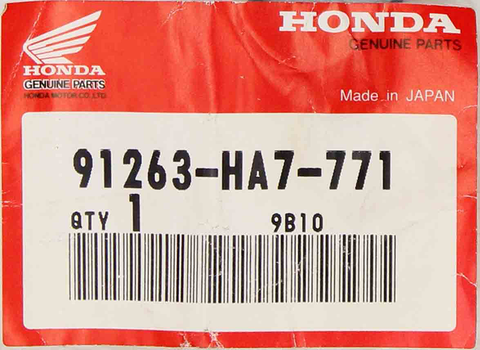 HONDA
GENUINE PARTS
HONDA MOTOR CO., LTD.
HONDA
GENUINE PARTS
Made in JAPAN
91263-HA7-771
QTY 1 9B10